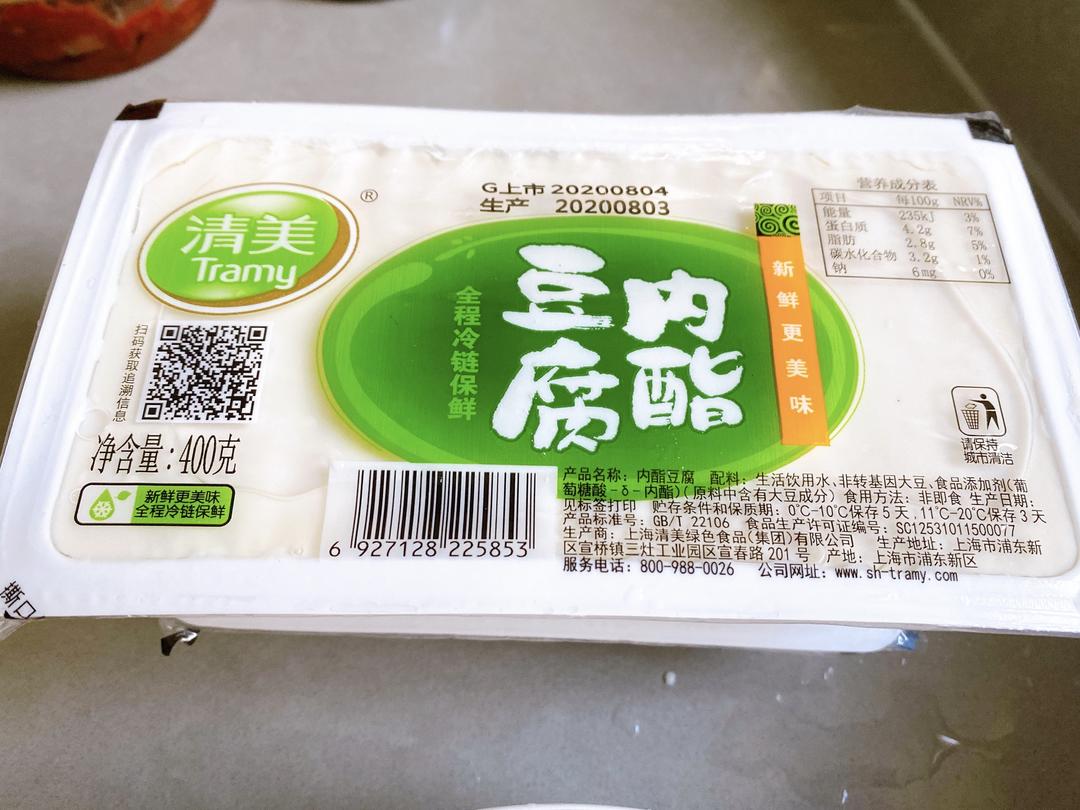 G上市 20200804
生产 20200803
清美
®
Tramy
内酯
豆腐
全程冷链保鲜
新鲜更美味
营养成分表
项目 每100g NRV%
能量 235kJ 3%
蛋白质 4.2g 7%
脂肪 2.8g 5%
碳水化合物 3.2g 1%
钠 6mg 0%
扫码获取追溯信息
净含量:400克
新鲜更美味
全程冷链保鲜
请保持
城市清洁
6 927128 225853
产品名称: 内酯豆腐 配料: 生活饮用水,非转基因大豆,食品添加剂(葡
萄糖酸-δ-内酯)(原料中含有大豆成分) 食用方法: 非即食 生产日期:
见标签打印 贮存条件和保质期: 0℃-10℃保存5天,11℃-20℃保存3天
产品标准号: GB/T 22106 食品生产许可证编号: SC12531011500077
生产商: 上海清美绿色食品(集团)有限公司 生产地址: 上海市浦东新
区宣桥镇三灶工业园区宣春路201号 产地: 上海市浦东新区
服务电话: 800-988-0026 公司网址: www.sh-tramy.com
撕口